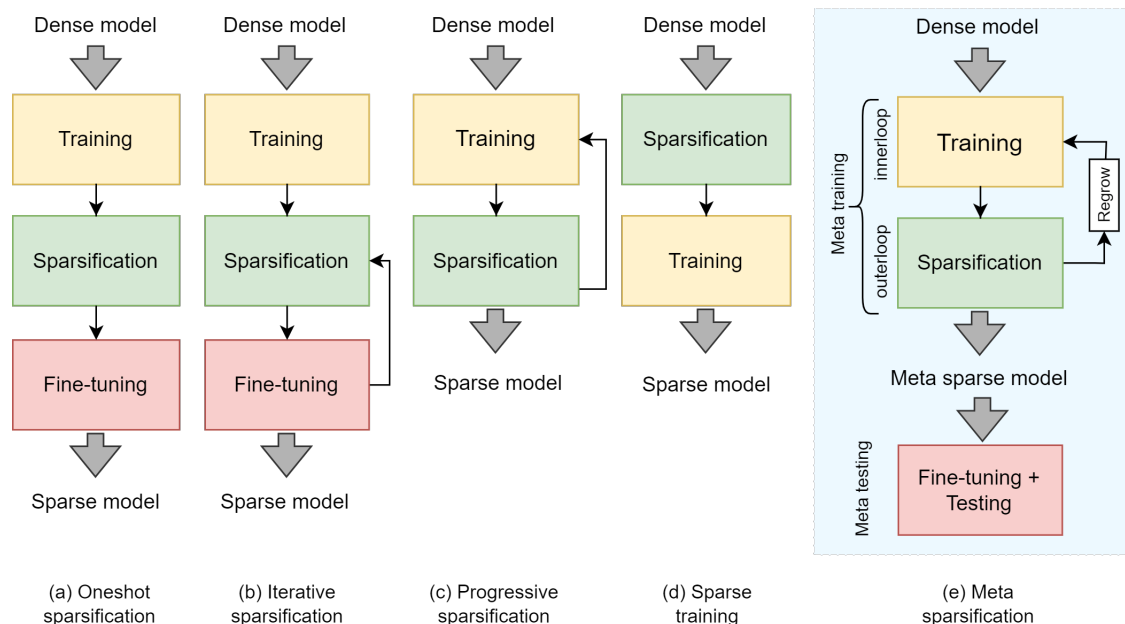 Dense model
Training
Sparsification
Fine-tuning
Sparse model
(a) Oneshot
sparsification
Dense model
Training
Sparsification
Fine-tuning
Sparse model
(b) Iterative
sparsification
Dense model
Training
Sparsification
Sparse model
(c) Progressive
sparsification
Dense model
Sparsification
Training
Sparse model
(d) Sparse
training
Dense model
Meta training
innerloop
outerloop
Training
Regrow
Sparsification
Meta sparse model
Meta testing
Fine-tuning +
Testing
(e) Meta
sparsification